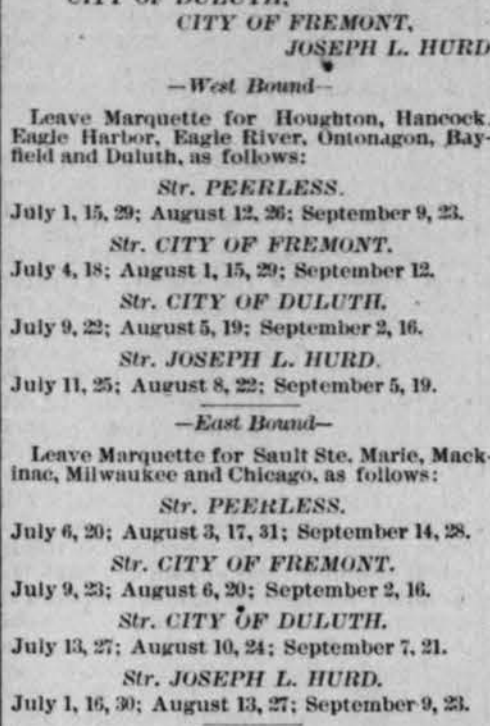 CITY OF DULUTH,
CITY OF FREMONT,
JOSEPH L. HURD
—West Bound—
Leave Marquette for Houghton, Hancock,
Eagle Harbor, Eagle River, Ontonagon, Bay-
field and Duluth, as follows:
Str. PEERLESS.
July 1, 15, 29; August 12, 26; September 9, 23.
Str. CITY OF FREMONT.
July 4, 18; August 1, 15, 29; September 12.
Str. CITY OF DULUTH.
July 9, 22; August 5, 19; September 2, 16.
Str. JOSEPH L. HURD.
July 11, 25; August 8, 22; September 5, 19.
—East Bound—
Leave Marquette for Sault Ste. Marie, Mack-
inac, Milwaukee and Chicago, as follows:
Str. PEERLESS.
July 6, 20; August 3, 17, 31; September 14, 28.
Str. CITY OF FREMONT.
July 9, 23; August 6, 20; September 2, 16.
Str. CITY OF DULUTH.
July 13, 27; August 10, 24; September 7, 21.
Str. JOSEPH L. HURD.
July 1, 16, 30; August 13, 27; September 9, 23.